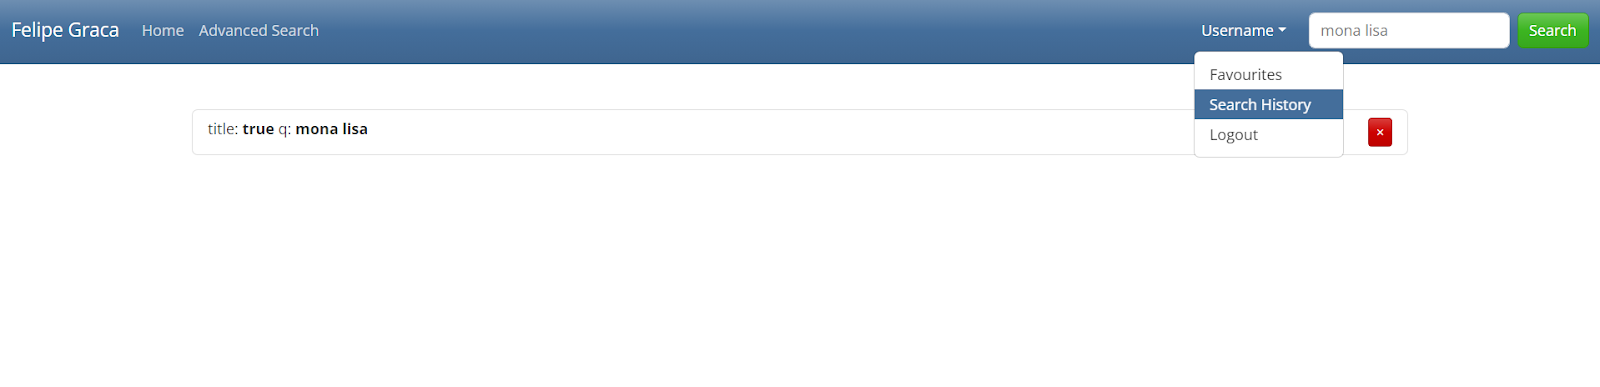 Felipe Graca Home Advanced Search Username mona lisa Search
Favourites
Search History
Logout
title: true q: mona lisa ×